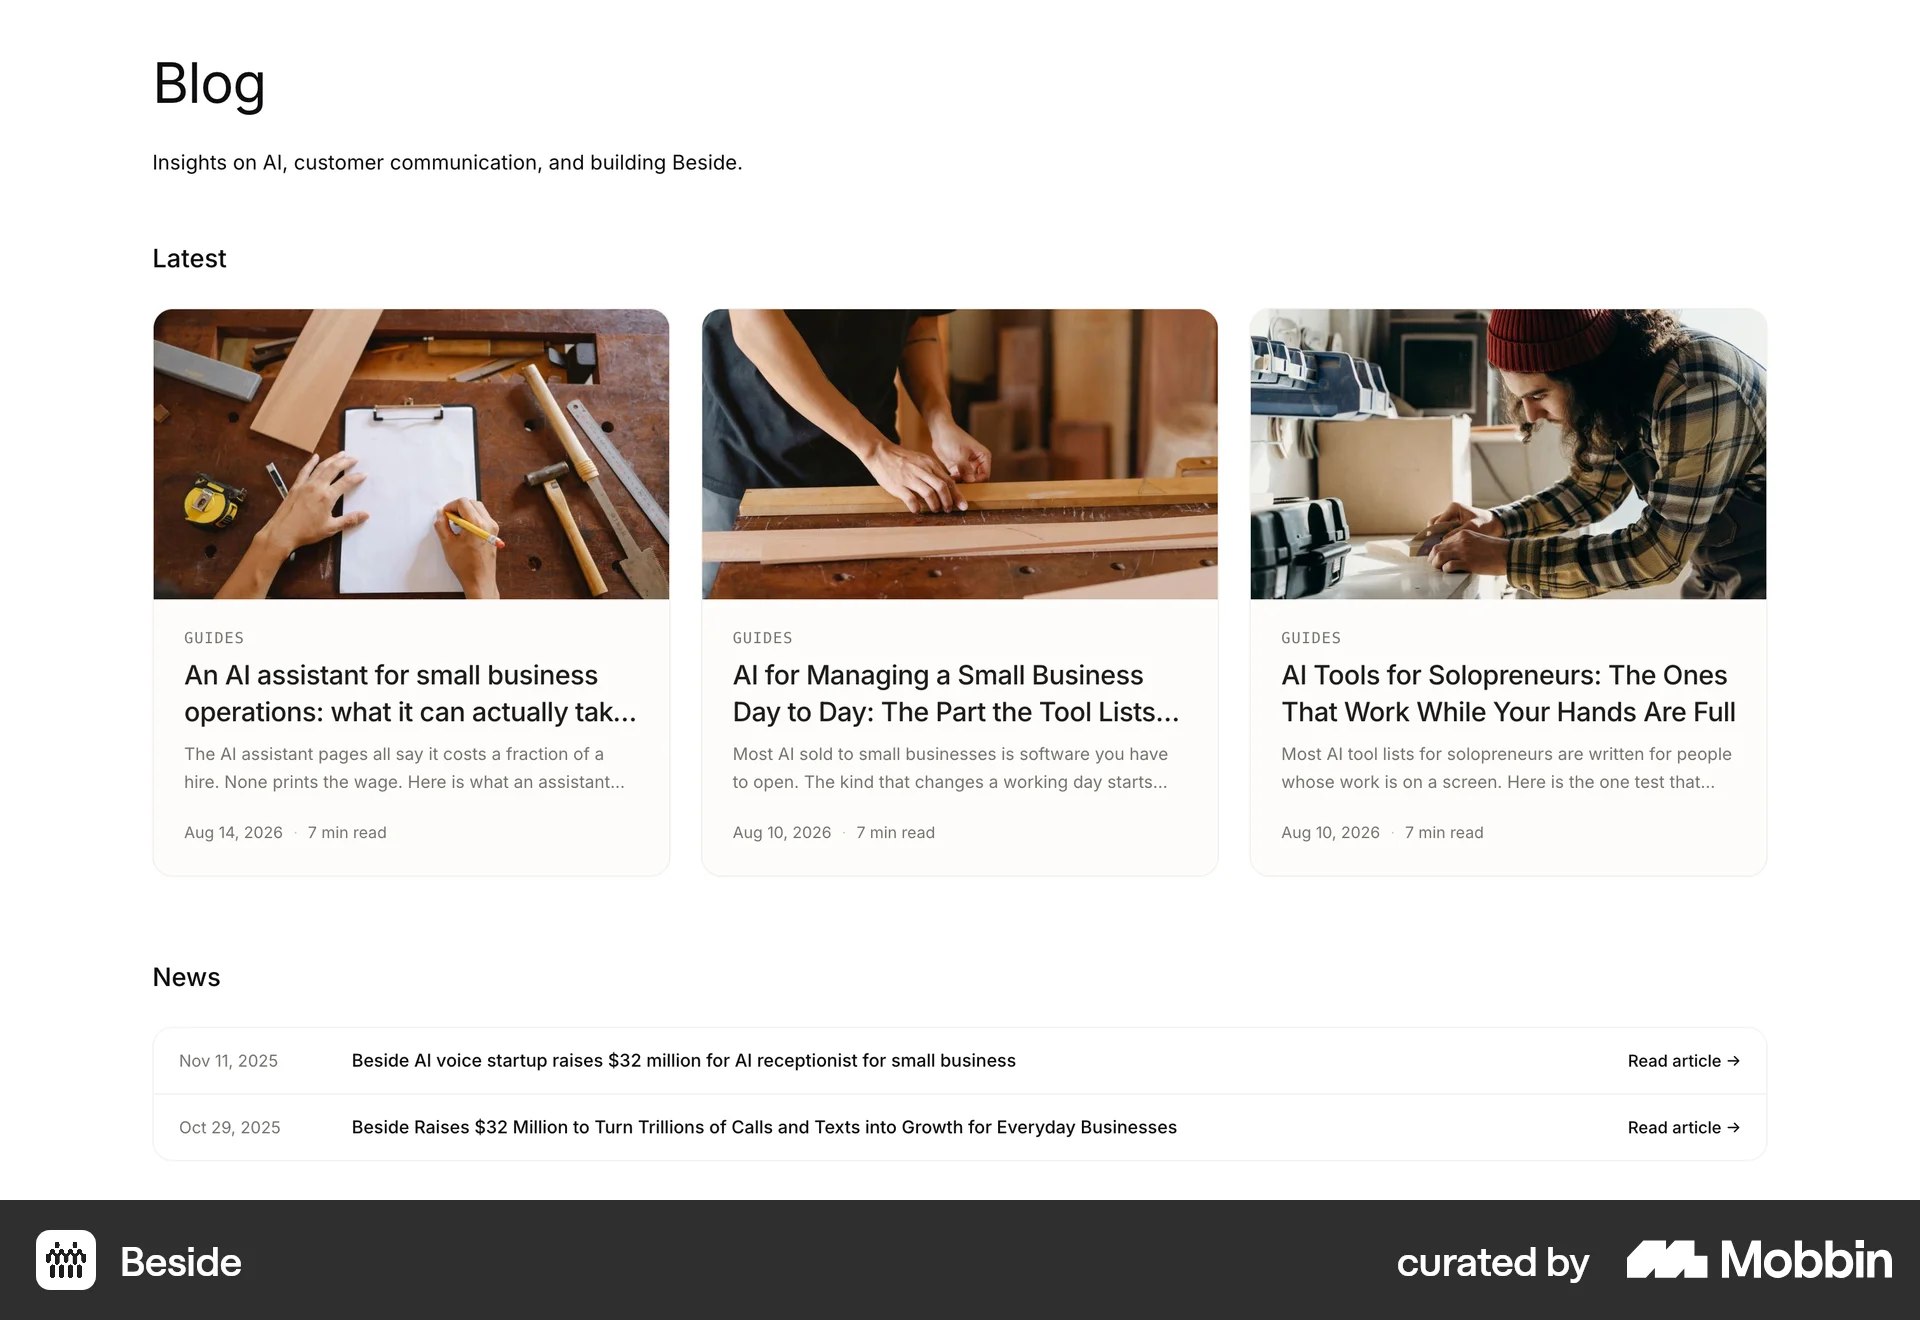 Blog
Insights on AI, customer communication, and building Beside.
Latest
GUIDES
An AI assistant for small business
operations: what it can actually tak...
The AI assistant pages all say it costs a fraction of a
hire. None prints the wage. Here is what an assistant...
Aug 14, 2026 · 7 min read
GUIDES
AI for Managing a Small Business
Day to Day: The Part the Tool Lists...
Most AI sold to small businesses is software you have
to open. The kind that changes a working day starts...
Aug 10, 2026 · 7 min read
GUIDES
AI Tools for Solopreneurs: The Ones
That Work While Your Hands Are Full
Most AI tool lists for solopreneurs are written for people
whose work is on a screen. Here is the one test that...
Aug 10, 2026 · 7 min read
News
Nov 11, 2025 Beside AI voice startup raises $32 million for AI receptionist for small business Read article →
Oct 29, 2025 Beside Raises $32 Million to Turn Trillions of Calls and Texts into Growth for Everyday Businesses Read article →
Beside
curated by Mobbin